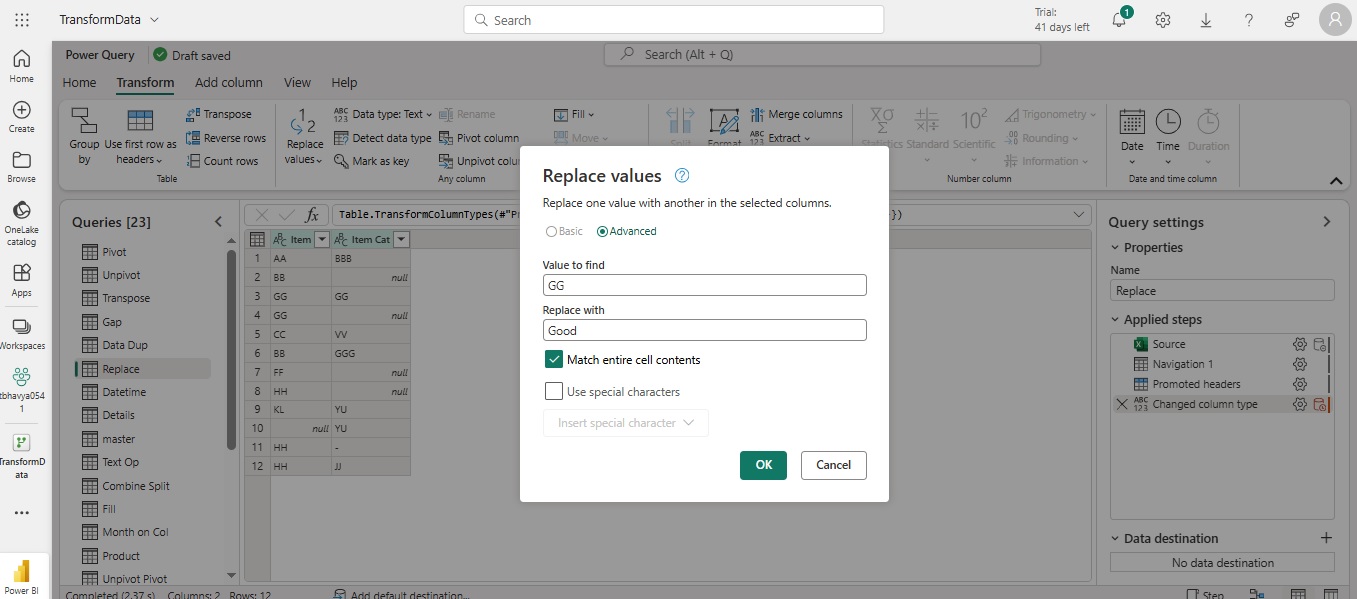 TransformData
Search
Trial:
41 days left
1
Power Query
Draft saved
Search (Alt + Q)
Home
Transform
Add column
View
Help
Home
Create
Browse
OneLake
catalog
Apps
Workspaces
tbhavya054
1
TransformD
ata
Power BI
Group
by
Use first row as
headers
Transpose
Reverse rows
Count rows
Table
Replace
values
Data type: Text
Detect data type
Mark as key
Rename
Pivot column
Unpivot colu
Any column
Fill
Move
Split
Format
Merge columns
Extract
Statistics
Standard
Scientific
Trigonometry
Rounding
Information
Number column
Date
Time
Duration
Date and time column
Queries [23]
Pivot
Unpivot
Transpose
Gap
Data Dup
Replace
Datetime
Details
master
Text Op
Combine Split
Fill
Month on Col
Product
Unpivot Pivot
fx
Table.TransformColumnTypes(#"P
})
Item
Item Cat
1 AA BBB
2 BB null
3 GG GG
4 GG null
5 CC VV
6 BB GGG
7 FF null
8 HH null
9 KL YU
10 null YU
11 HH -
12 HH JJ
Replace values
Replace one value with another in the selected columns.
Basic
Advanced
Value to find
GG
Replace with
Good
Match entire cell contents
Use special characters
Insert special character
OK
Cancel
Query settings
Properties
Name
Replace
Applied steps
Source
Navigation 1
Promoted headers
Changed column type
Data destination
No data destination
Completed (2.37 s) Columns: 2 Rows: 12
Add default destination...
Step